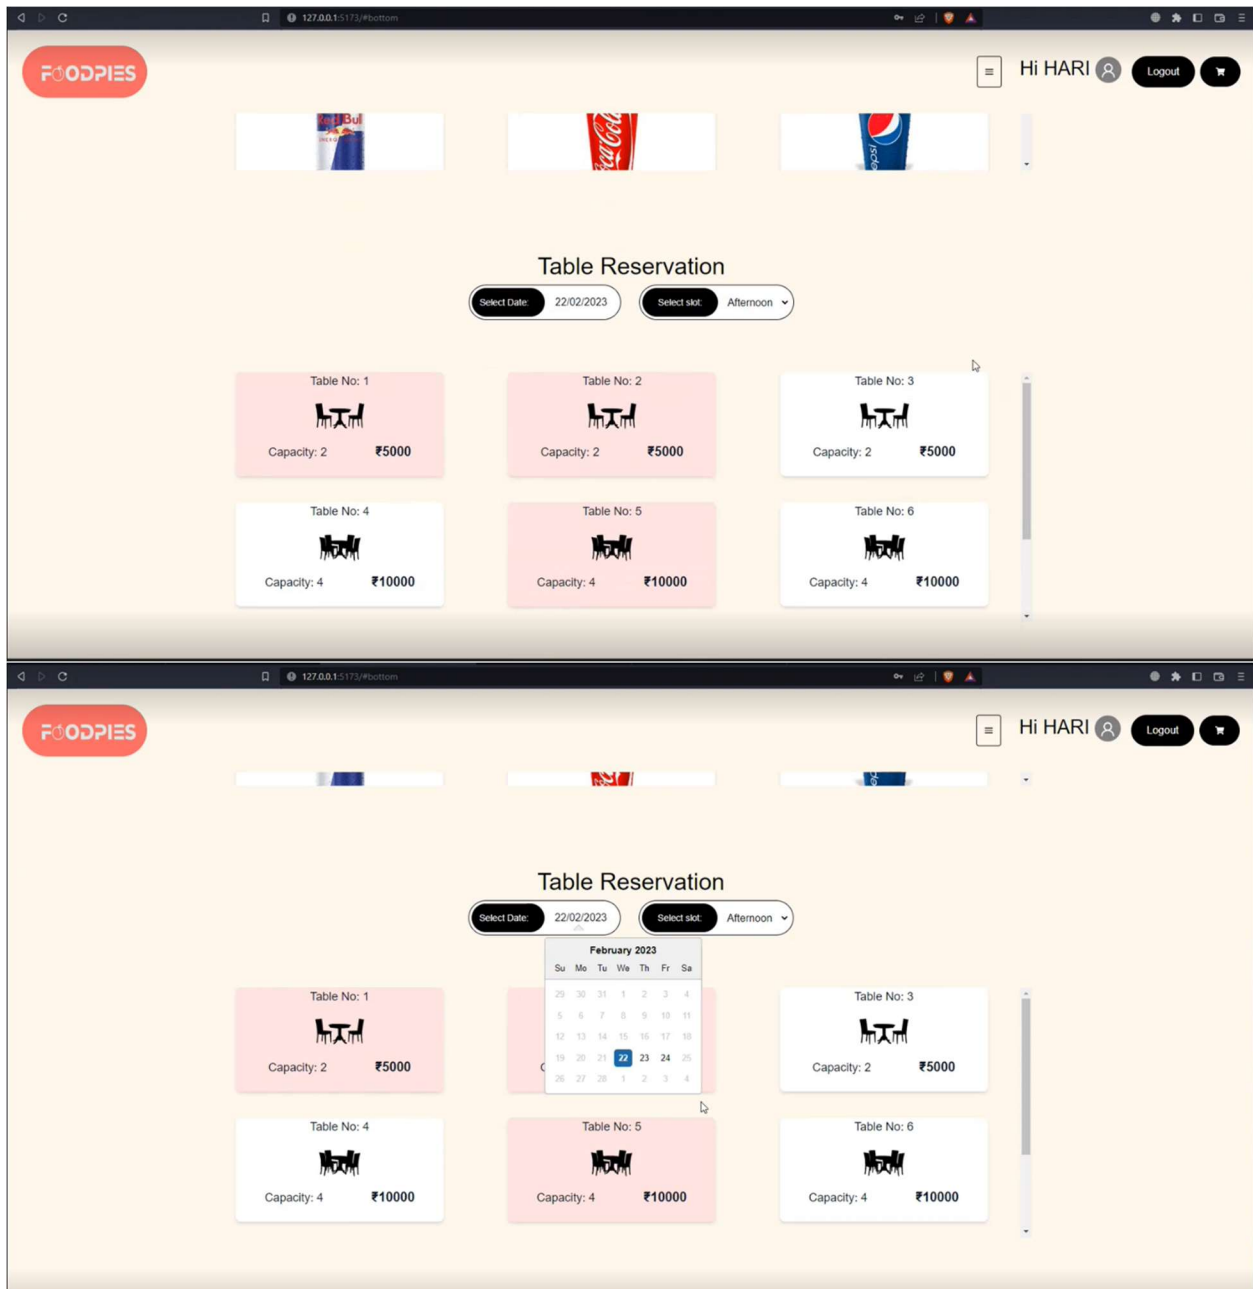 127.0.0.1:5173/#bottom
FOODPIES
Hi HARI
Logout
Red Bul
Coca Cola
pepsi
Table Reservation
Select Date: 22/02/2023 Select slot: Afternoon
Table No: 1 Table No: 2 Table No: 3
Capacity: 2 ₹5000 Capacity: 2 ₹5000 Capacity: 2 ₹5000
Table No: 4 Table No: 5 Table No: 6
Capacity: 4 ₹10000 Capacity: 4 ₹10000 Capacity: 4 ₹10000
127.0.0.1:5173/#bottom
FOODPIES
Hi HARI
Logout
Table Reservation
Select Date: 22/02/2023 Select slot: Afternoon
February 2023
Su Mo Tu We Th Fr Sa
29 30 31 1 2 3 4
5 6 7 8 9 10 11
12 13 14 15 16 17 18
19 20 21 22 23 24 25
26 27 28 1 2 3 4
Table No: 1 Table No: 3
Capacity: 2 ₹5000 Capacity: 2 ₹5000
Table No: 4 Table No: 5 Table No: 6
Capacity: 4 ₹10000 Capacity: 4 ₹10000 Capacity: 4 ₹10000